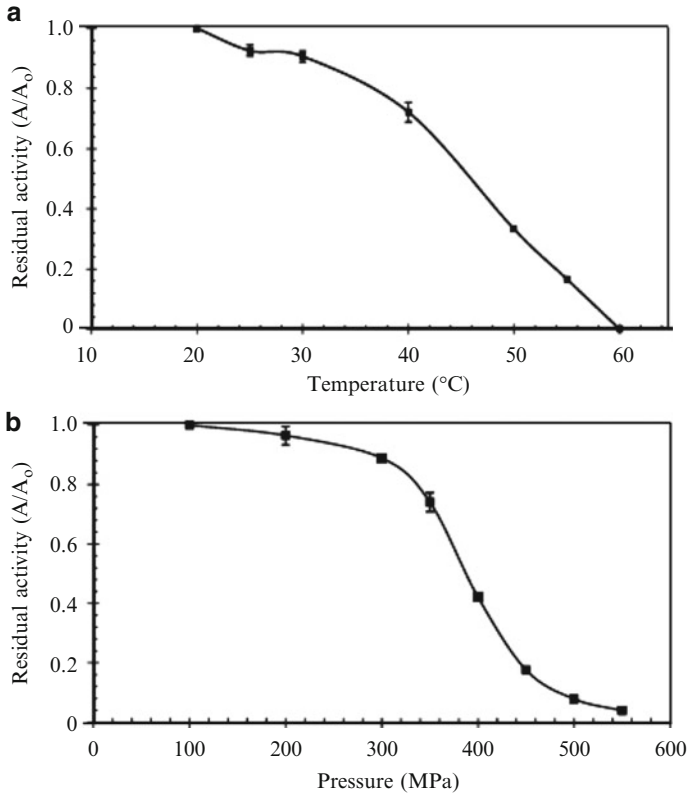 a
Residual activity (A/Ao)
1.0
0.8
0.6
0.4
0.2
0
10 20 30 40 50 60
Temperature (°C)
b
Residual activity (A/Ao)
1.0
0.8
0.6
0.4
0.2
0
0 100 200 300 400 500 600
Pressure (MPa)